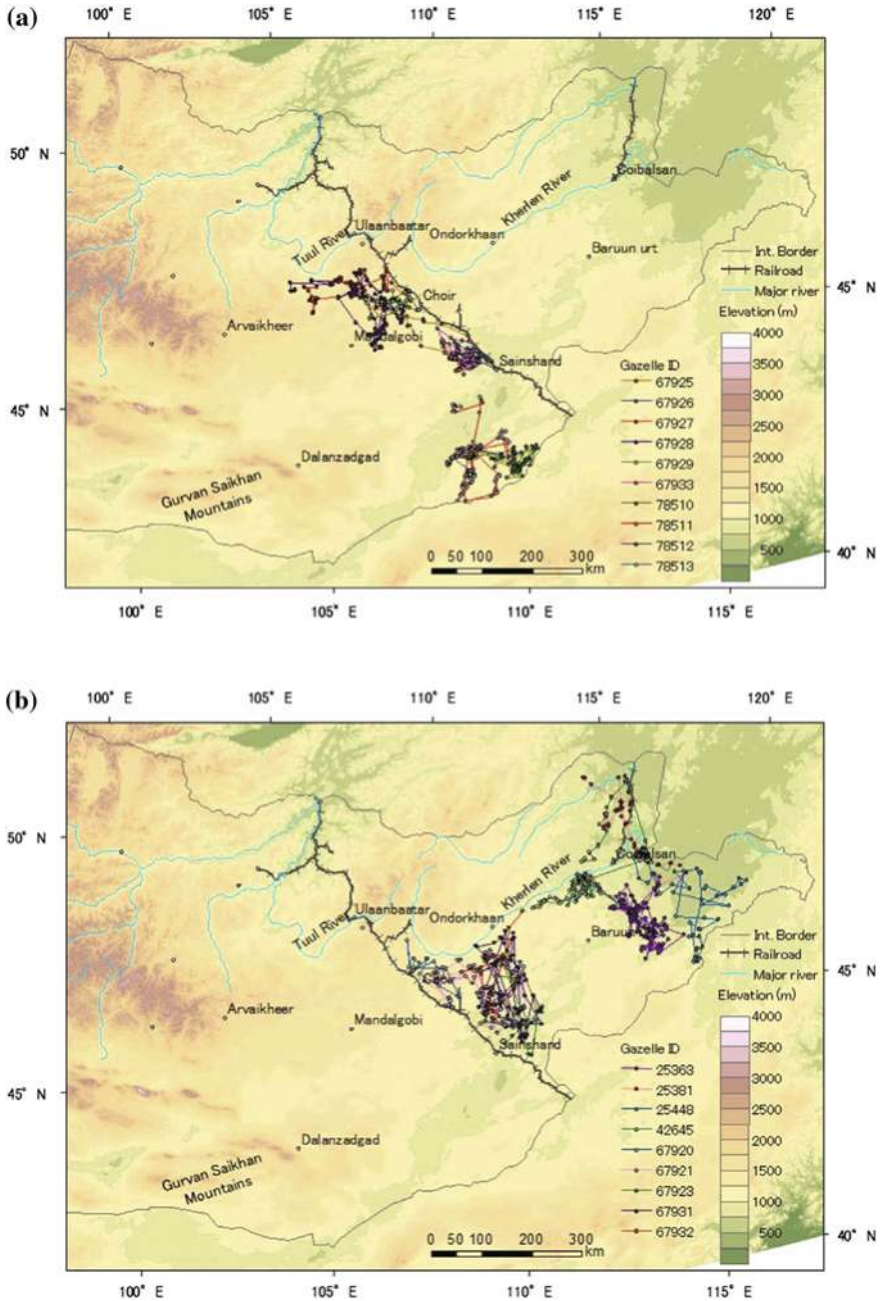 (a)
100° E 105° E 110° E 115° E 120° E
50° N
Coibalsan
Kherlen River
Ulaanbaatar
Ondorkhaan
Tuul River
Baruun urt
Int. Border
Railroad
Major river
45° N
Choir
Arvaikheer
Mandalgobi
Sainshand
Elevation (m)
4000
3500
3000
2500
2000
1500
1000
500
Gazelle ID
67925
67926
67927
67928
67929
67933
78510
78511
78512
78513
45° N
Dalanzadgad
Gurvan Saikhan
Mountains
0 50 100 200 300
km
40° N
100° E 105° E 110° E 115° E
(b)
100° E 105° E 110° E 115° E 120° E
50° N
Coibalsan
Kherlen River
Ulaanbaatar
Ondorkhaan
Tuul River
Baruun
Int. Border
Railroad
Major river
45° N
Arvaikheer
Mandalgobi
Sainshand
Elevation (m)
4000
3500
3000
2500
2000
1500
1000
500
Gazelle ID
25363
25381
25448
42645
67920
67921
67923
67931
67932
45° N
Dalanzadgad
Gurvan Saikhan
Mountains
0 50 100 200 300
km
40° N
100° E 105° E 110° E 115° E